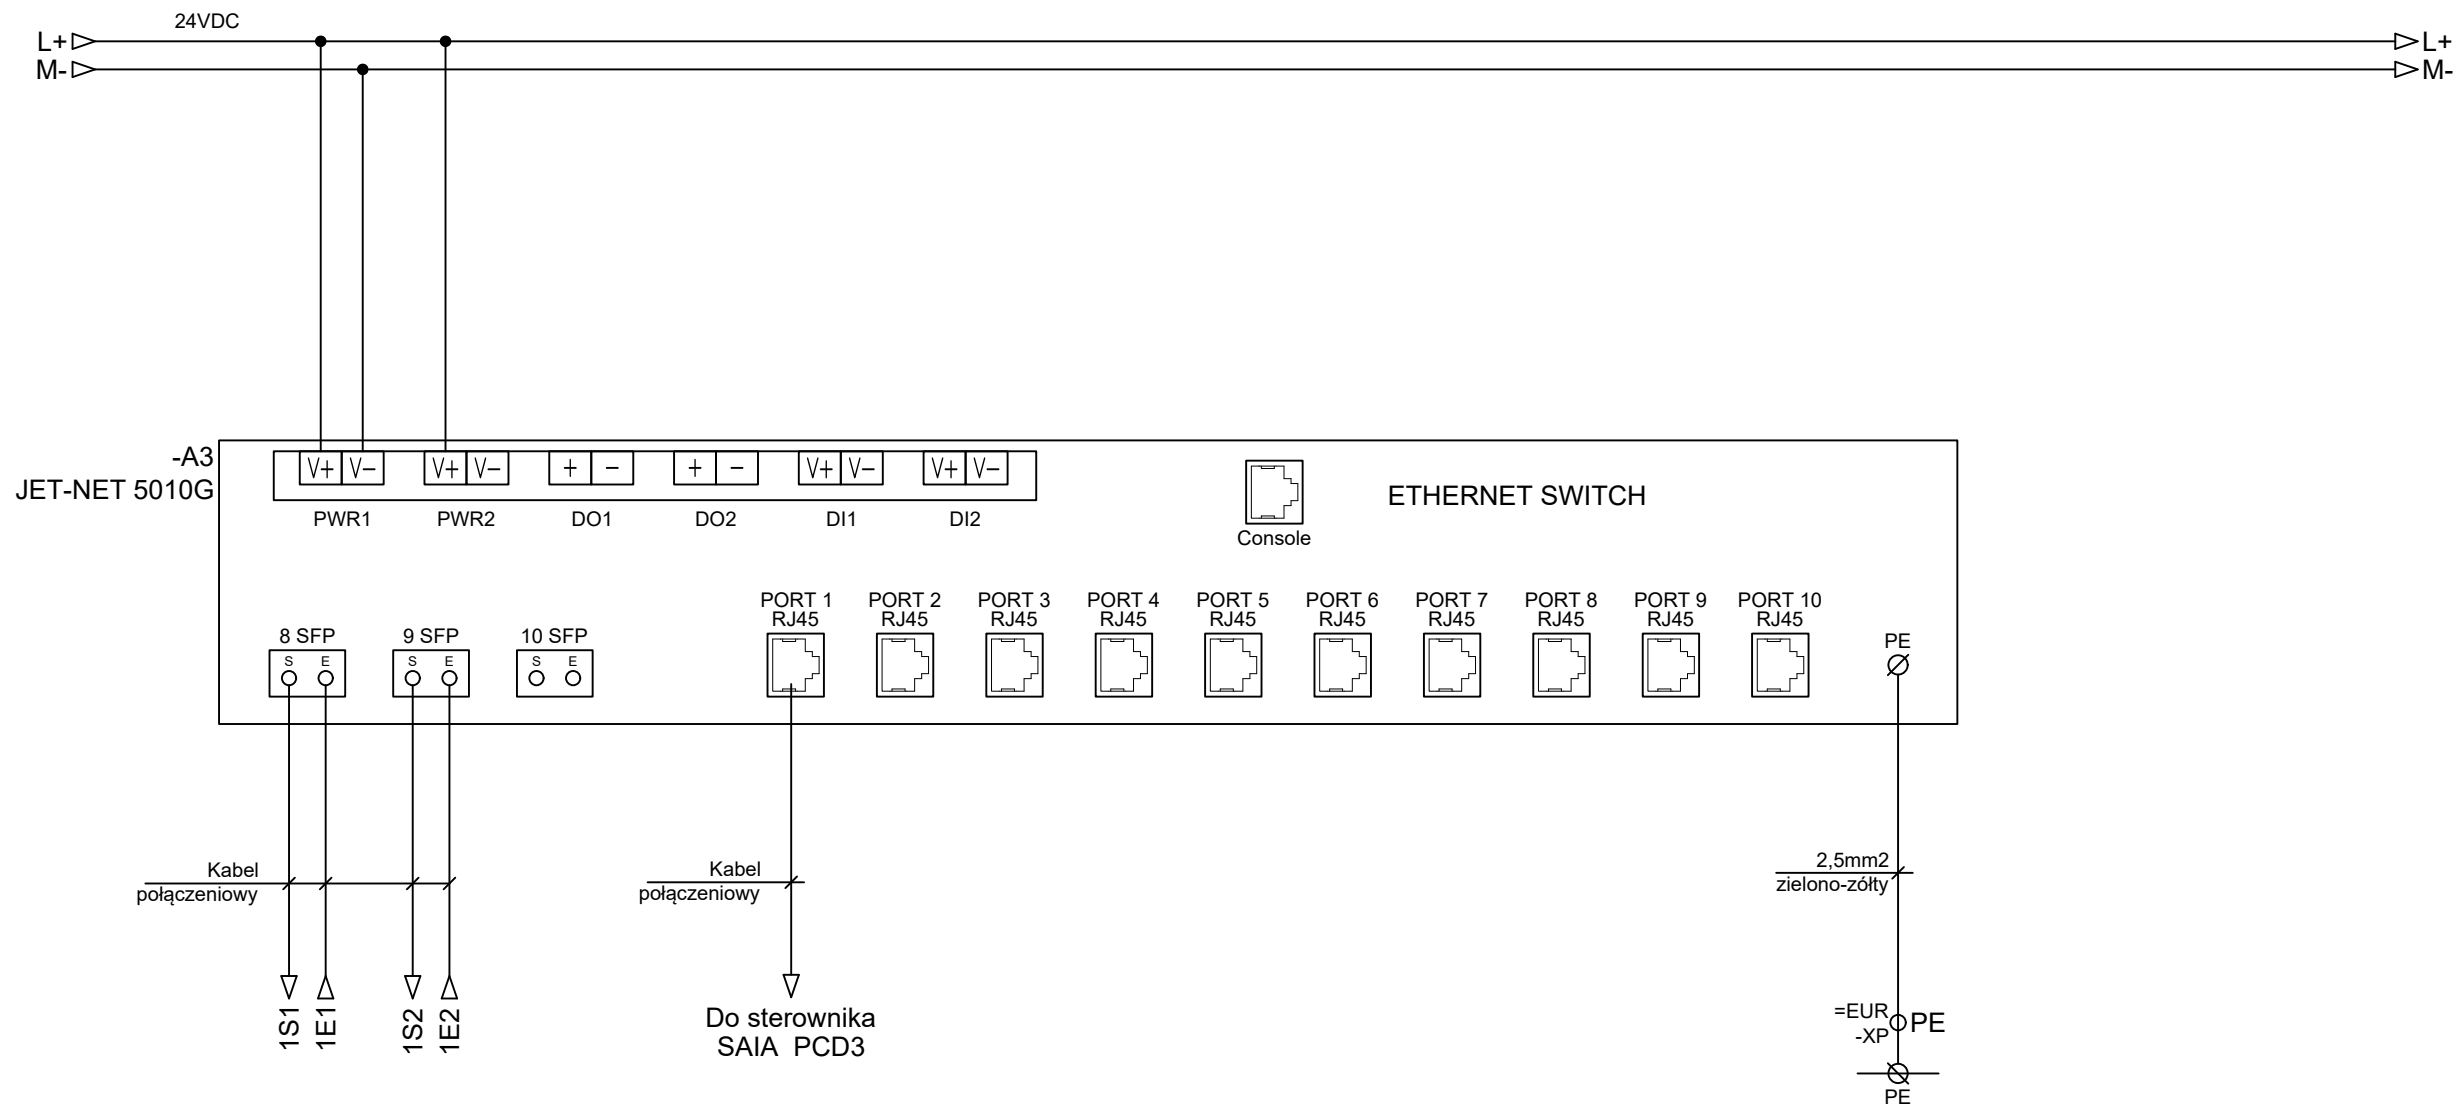 24VDC
L+ L+
M- M-
-A3
JET-NET 5010G
V+ V- V+ V- + - + - V+ V- V+ V-
PWR1 PWR2 DO1 DO2 DI1 DI2
ETHERNET SWITCH
Console
PORT 1 PORT 2 PORT 3 PORT 4 PORT 5 PORT 6 PORT 7 PORT 8 PORT 9 PORT 10
RJ45 RJ45 RJ45 RJ45 RJ45 RJ45 RJ45 RJ45 RJ45 RJ45
8 SFP 9 SFP 10 SFP
S E S E S E
PE
Kabel
połączeniowy
Kabel
połączeniowy
2,5mm2
zielono-zółty
1S1
1E1
1S2
1E2
Do sterownika
SAIA PCD3
=EUR
-XP
PE
PE